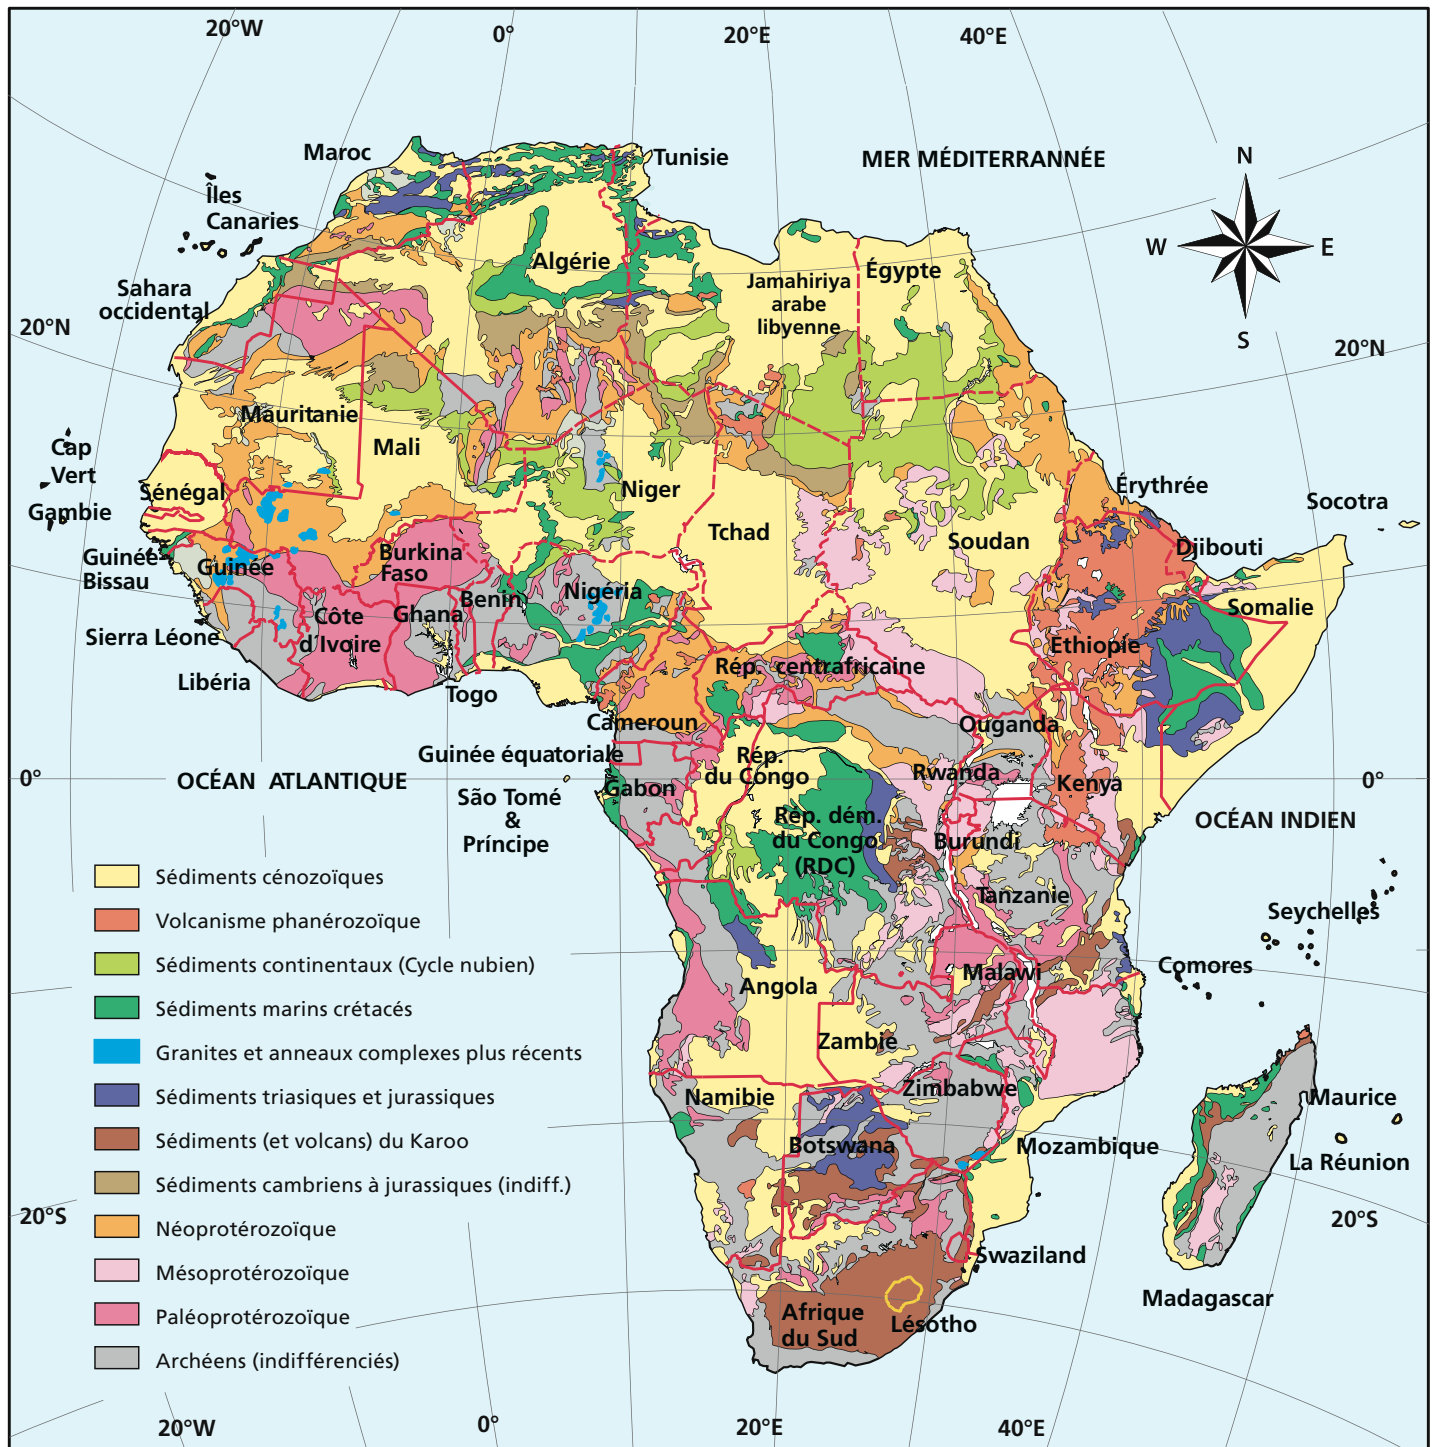 20°W
0°
20°E
40°E
Maroc
Tunisie
MER MÉDITERRANNÉE
N
Îles
Canaries
W
E
Algérie
Égypte
Jamahiriya
arabe
libyenne
Sahara
occidental
20°N
S
20°N
Mauritanie
Mali
Cap
Vert
Sénégal
Niger
Érythrée
Socotra
Gambie
Tchad
Soudan
Djibouti
Guinée-
Bissau
Guinée
Burkina
Faso
Nigéria
Benin
Ghana
Somalie
Côte
d'Ivoire
Sierra Léone
Ethiopie
Rép. centrafricaine
Libéria
Togo
Cameroun
Ouganda
Guinée équatoriale
Rép.
du Congo
Rwanda
0°
OCÉAN ATLANTIQUE
Gabon
Kenya
0°
São Tomé
&
Príncipe
Rép. dém.
du Congo
(RDC)
OCÉAN INDIEN
Burundi
Tanzanie
Seychelles
Malawi
Comores
Angola
Zambie
Zimbabwe
Namibie
Maurice
Botswana
Mozambique
La Réunion
20°S
20°S
Swaziland
Madagascar
Afrique
du Sud
Lésotho
Sédiments cénozoïques
Volcanisme phanérozoïque
Sédiments continentaux (Cycle nubien)
Sédiments marins crétacés
Granites et anneaux complexes plus récents
Sédiments triasiques et jurassiques
Sédiments (et volcans) du Karoo
Sédiments cambriens à jurassiques (indiff.)
Néoprotérozoïque
Mésoprotérozoïque
Paléoprotérozoïque
Archéens (indifférenciés)
20°W
0°
20°E
40°E